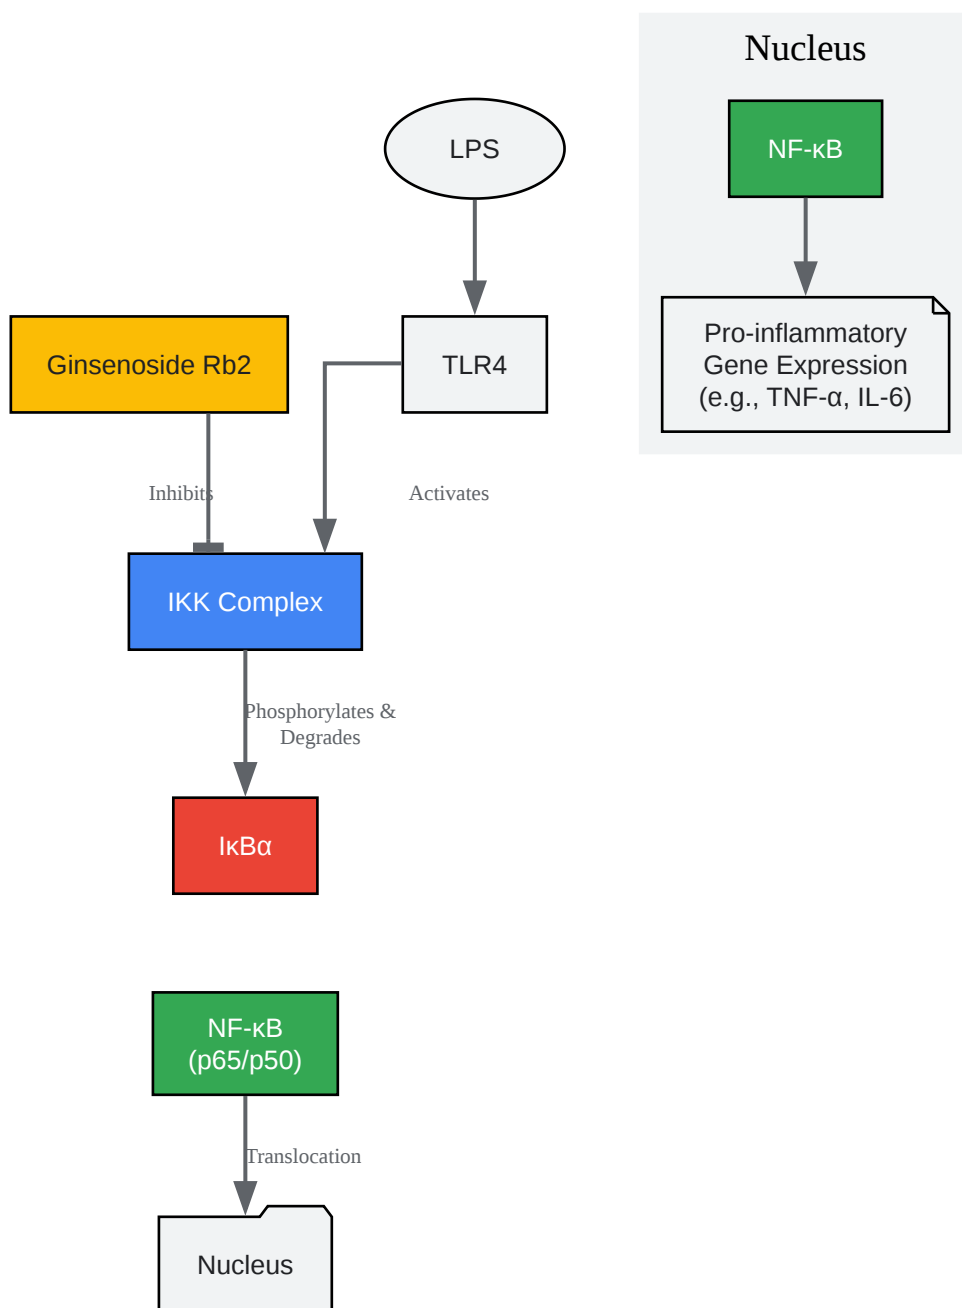 Nucleus
LPS
NF-κB
Ginsenoside Rb2
TLR4
Pro-inflammatory
Gene Expression
(e.g., TNF-α, IL-6)
Inhibits
Activates
IKK Complex
Phosphorylates &
Degrades
IκBα
NF-κB
(p65/p50)
Translocation
Nucleus